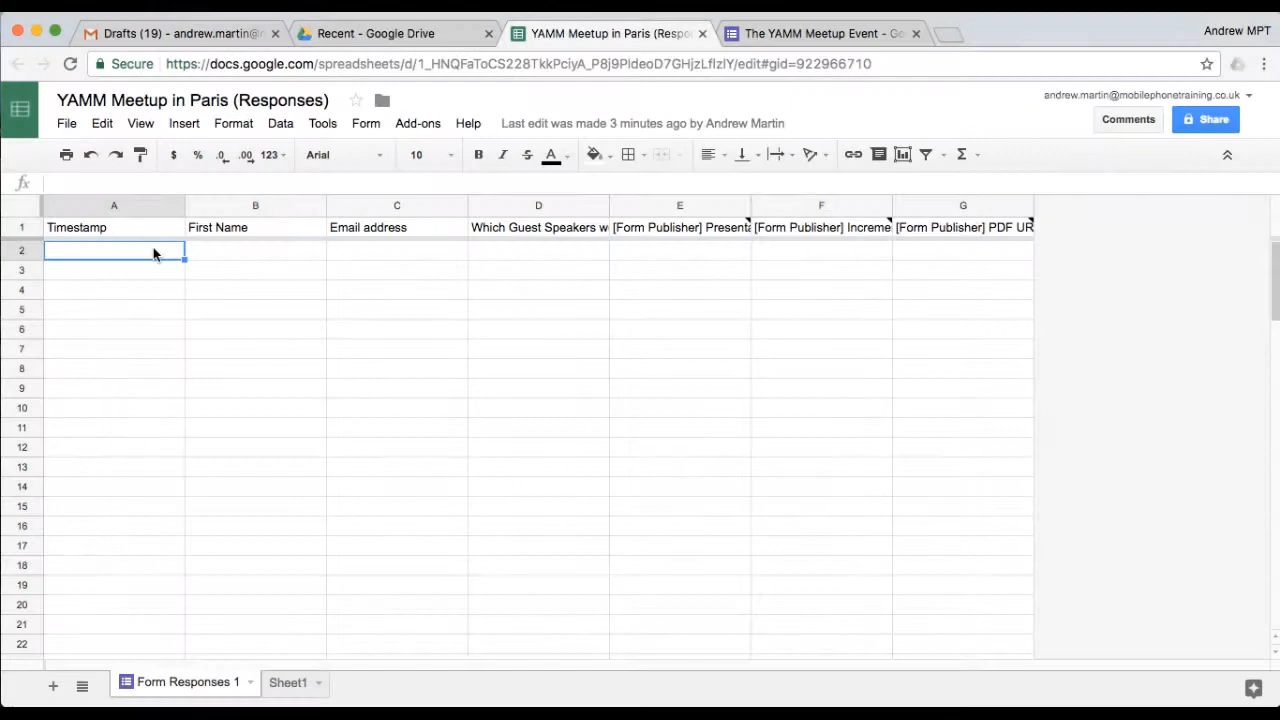 Drafts (19) - andrew.martin@
Recent - Google Drive
YAMM Meetup in Paris (Respo
The YAMM Meetup Event - Go
Andrew MPT
Secure
https://docs.google.com/spreadsheets/d/1_HNQFaToCS228TkkPciyA_P8j9PldeoD7GHjzLfIzIY/edit#gid=922966710
YAMM Meetup in Paris (Responses)
andrew.martin@mobilephonetraining.co.uk
File Edit View Insert Format Data Tools Form Add-ons Help Last edit was made 3 minutes ago by Andrew Martin
Comments Share
$ % .0 .00 123 Arial 10 B I S A Σ
fx
A B C D E F G
1 Timestamp First Name Email address Which Guest Speakers w [Form Publisher] Presenta [Form Publisher] Increme [Form Publisher] PDF UR
2
3
4
5
6
7
8
9
10
11
12
13
14
15
16
17
18
19
20
21
22
+ Form Responses 1 Sheet1